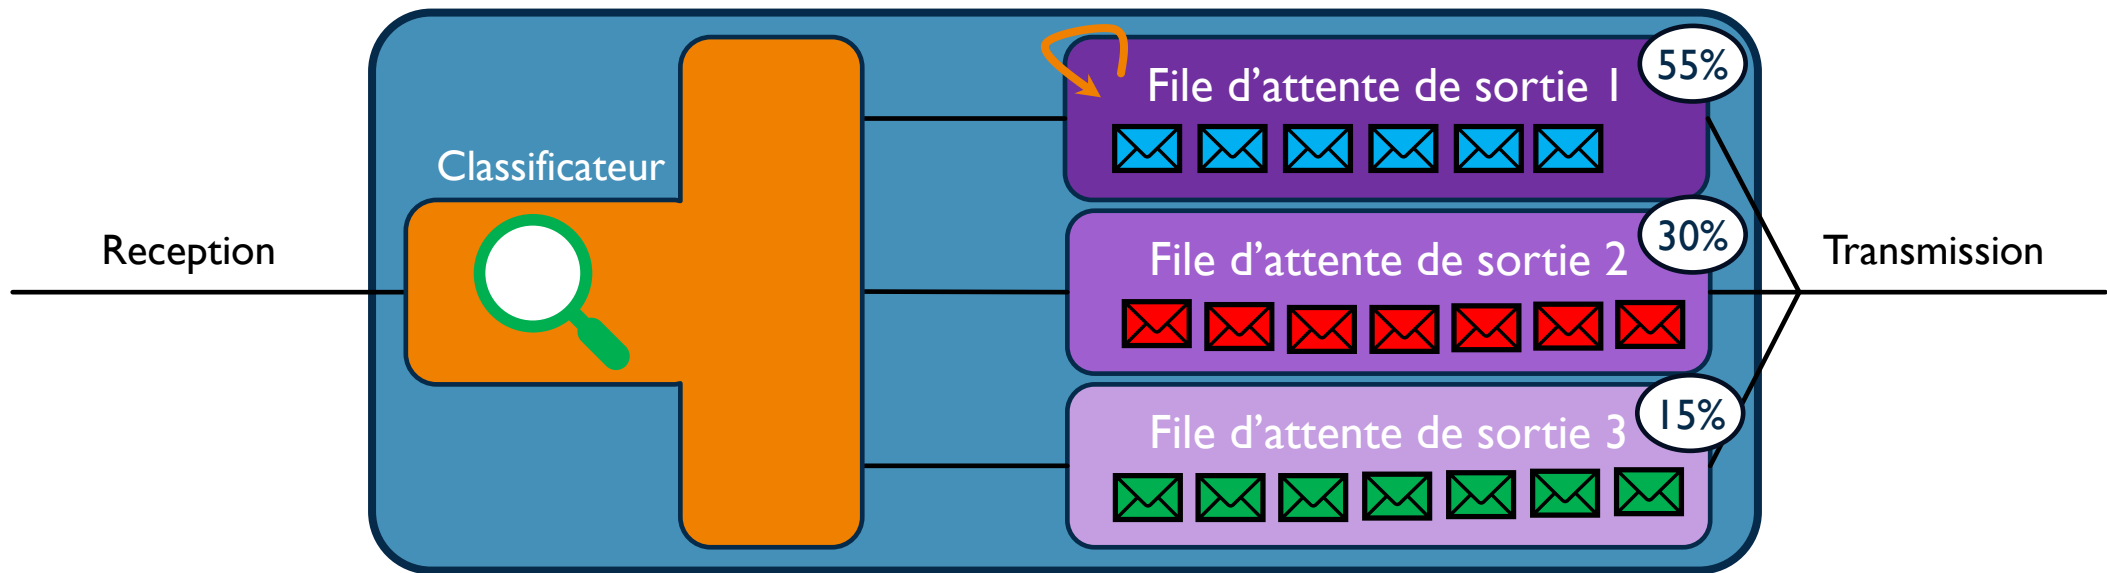 Reception
Classificateur
File d’attente de sortie 1
55%
File d’attente de sortie 2
30%
File d’attente de sortie 3
15%
Transmission